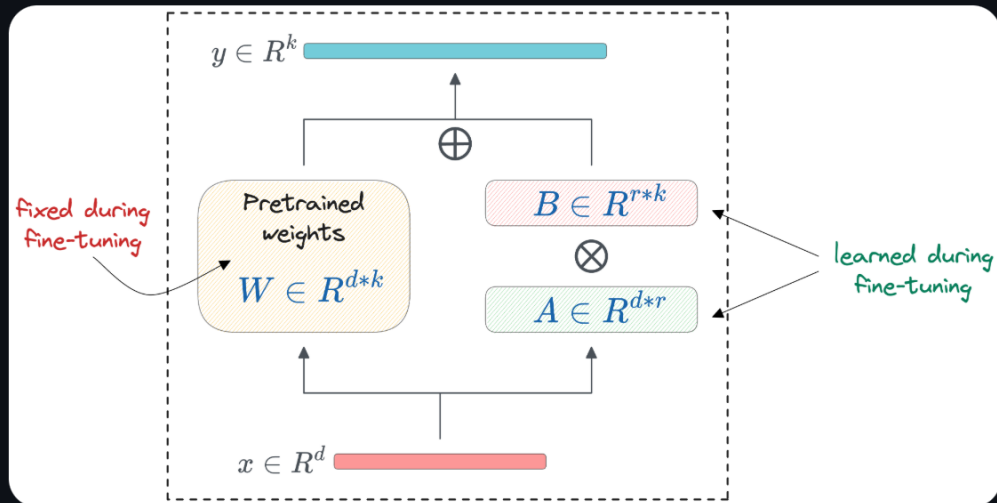 y ∈ R^k
fixed during
fine-tuning
Pretrained
weights
W ∈ R^{d*k}
⊕
B ∈ R^{r*k}
⊗
A ∈ R^{d*r}
learned during
fine-tuning
x ∈ R^d